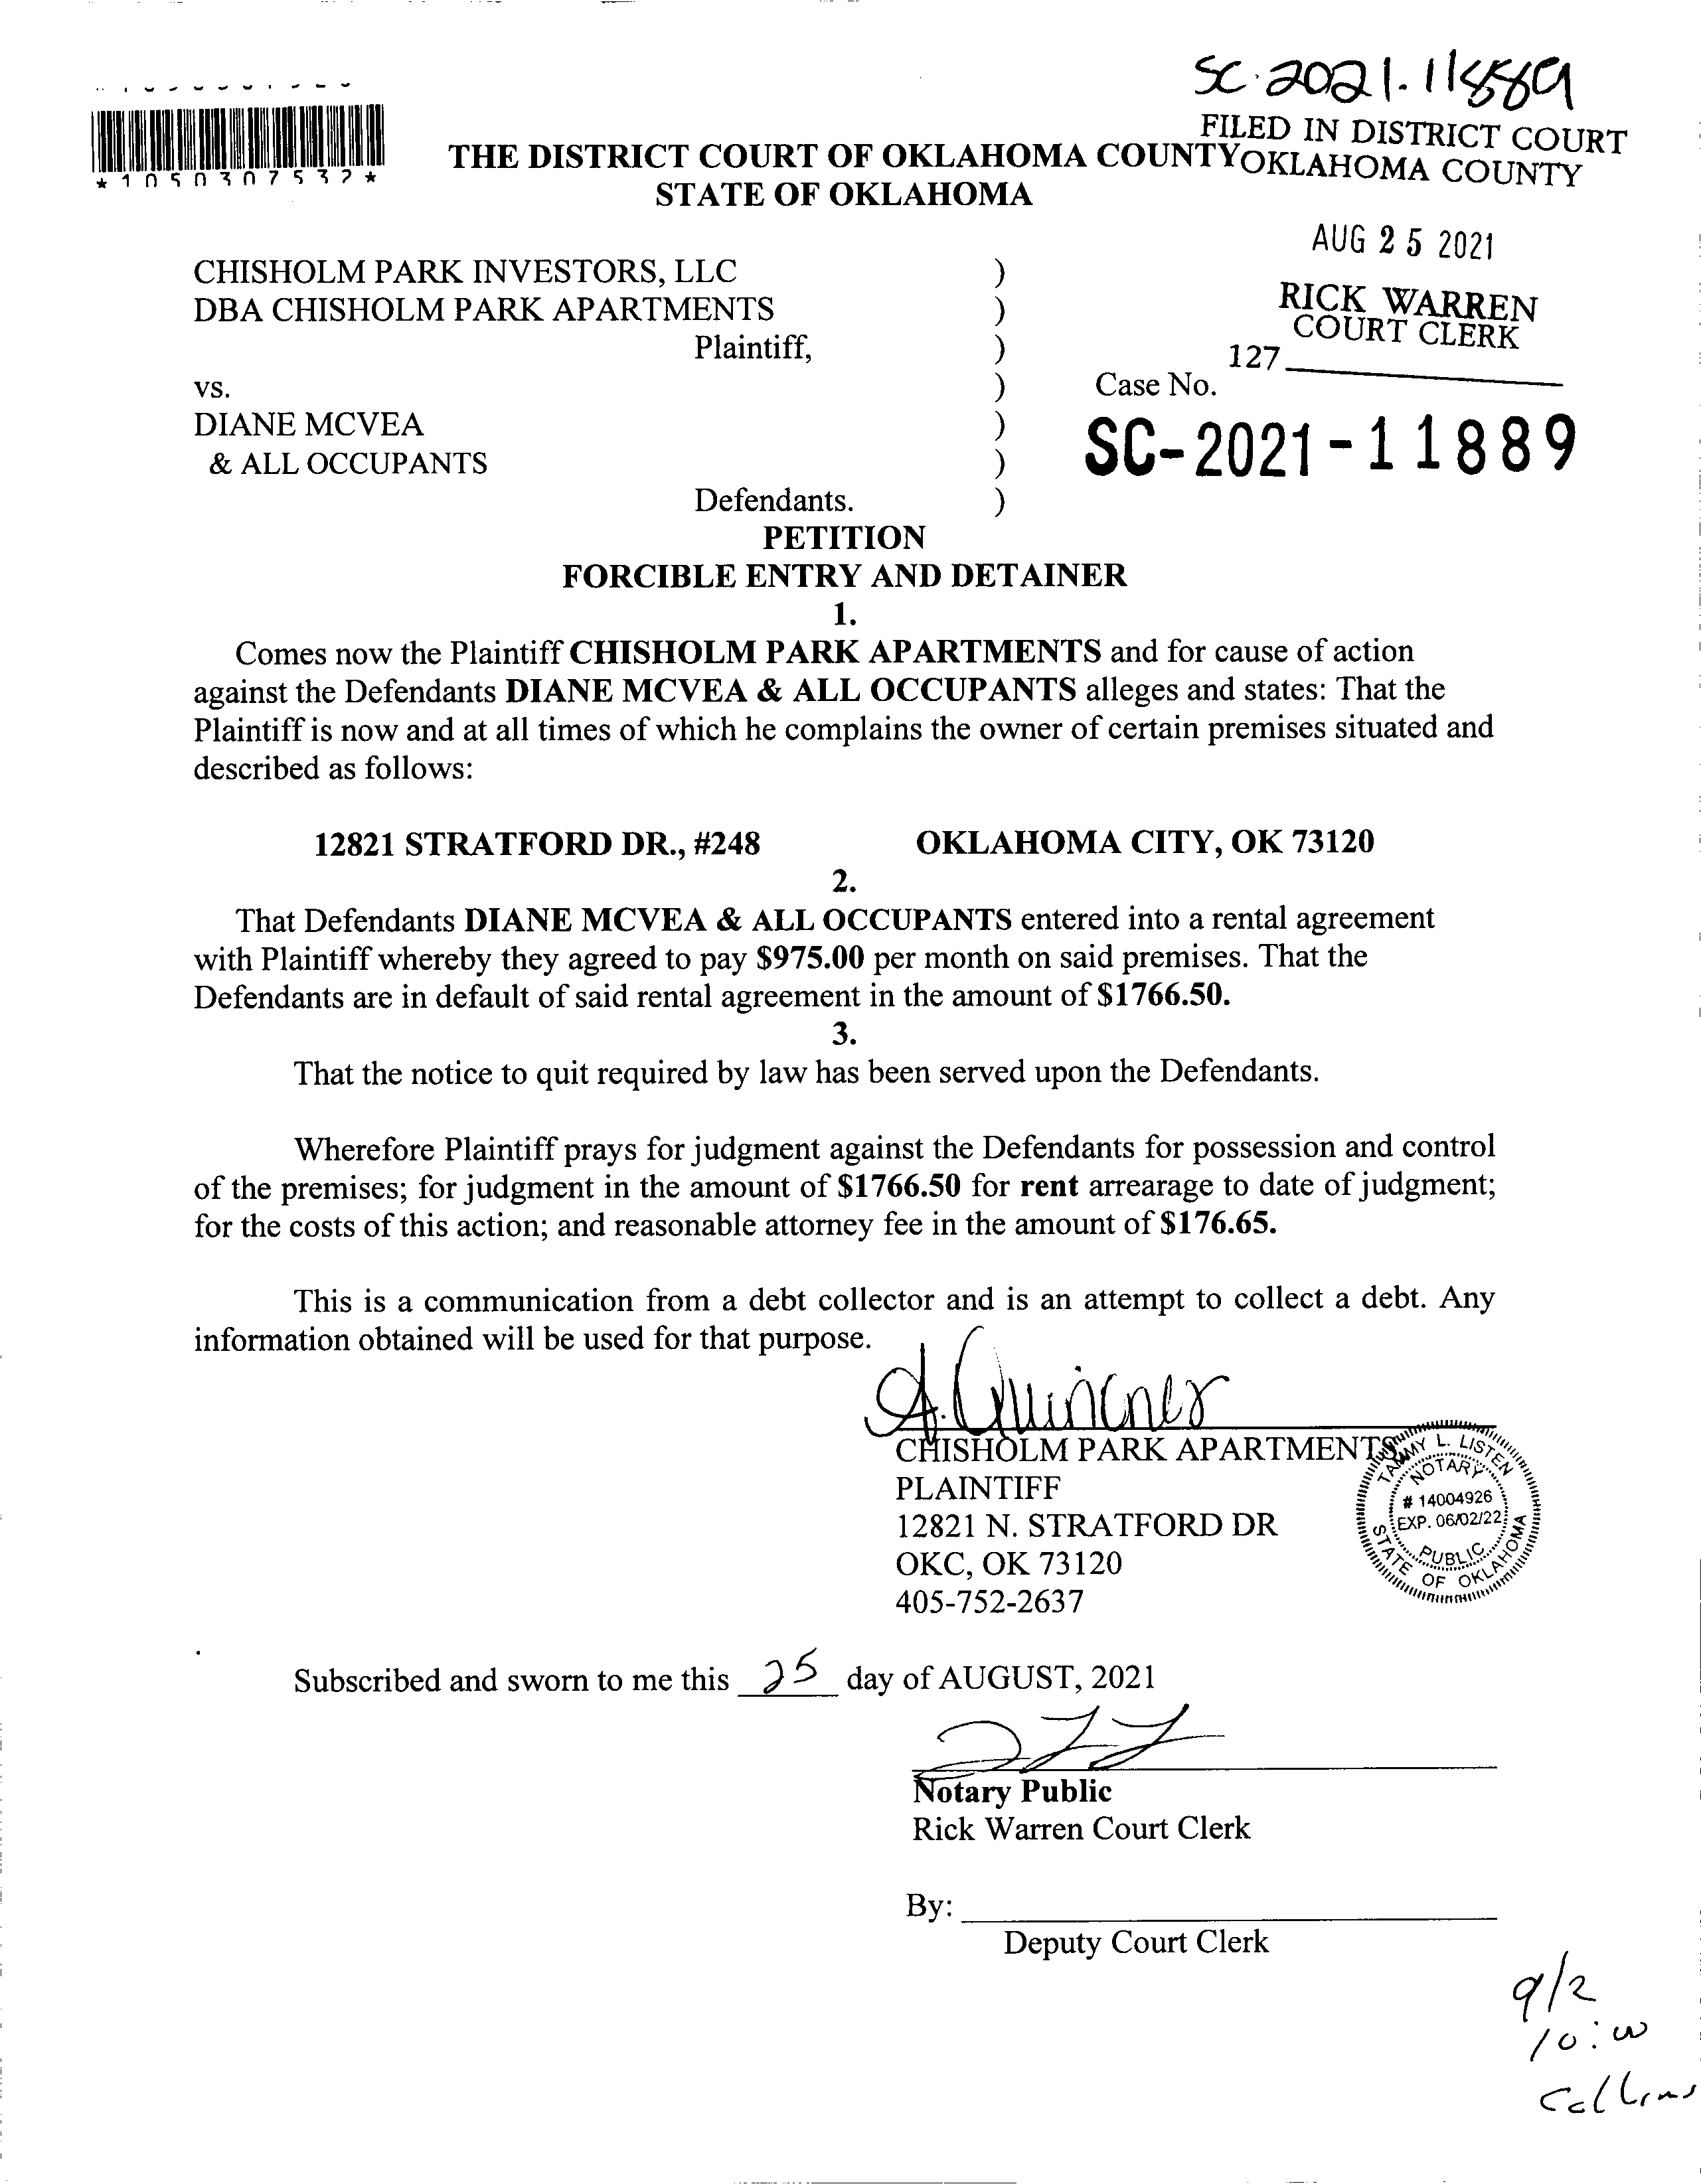 SC.2021.11889
FILED IN DISTRICT COURT
OKLAHOMA COUNTY
*1050307532*
THE DISTRICT COURT OF OKLAHOMA COUNTY
STATE OF OKLAHOMA
AUG 25 2021
RICK WARREN
COURT CLERK
127
CHISHOLM PARK INVESTORS, LLC )
DBA CHISHOLM PARK APARTMENTS )
Plaintiff, )
vs. ) Case No.
DIANE MCVEA ) SC-2021-11889
& ALL OCCUPANTS )
Defendants. )
PETITION
FORCIBLE ENTRY AND DETAINER
1.
Comes now the Plaintiff CHISHOLM PARK APARTMENTS and for cause of action
against the Defendants DIANE MCVEA & ALL OCCUPANTS alleges and states: That the
Plaintiff is now and at all times of which he complains the owner of certain premises situated and
described as follows:
12821 STRATFORD DR., #248 OKLAHOMA CITY, OK 73120
2.
That Defendants DIANE MCVEA & ALL OCCUPANTS entered into a rental agreement
with Plaintiff whereby they agreed to pay $975.00 per month on said premises. That the
Defendants are in default of said rental agreement in the amount of $1766.50.
3.
That the notice to quit required by law has been served upon the Defendants.
Wherefore Plaintiff prays for judgment against the Defendants for possession and control
of the premises; for judgment in the amount of $1766.50 for rent arrearage to date of judgment;
for the costs of this action; and reasonable attorney fee in the amount of $176.65.
This is a communication from a debt collector and is an attempt to collect a debt. Any
information obtained will be used for that purpose.
CHISHOLM PARK APARTMENTS
PLAINTIFF
12821 N. STRATFORD DR
OKC, OK 73120
405-752-2637
TAMMY L. LISTEN
NOTARY
# 14004926
EXP. 06/02/22
PUBLIC
STATE OF OKLAHOMA
Subscribed and sworn to me this 25 day of AUGUST, 2021
Notary Public
Rick Warren Court Clerk
By:
Deputy Court Clerk
9/2
10:00
Collins